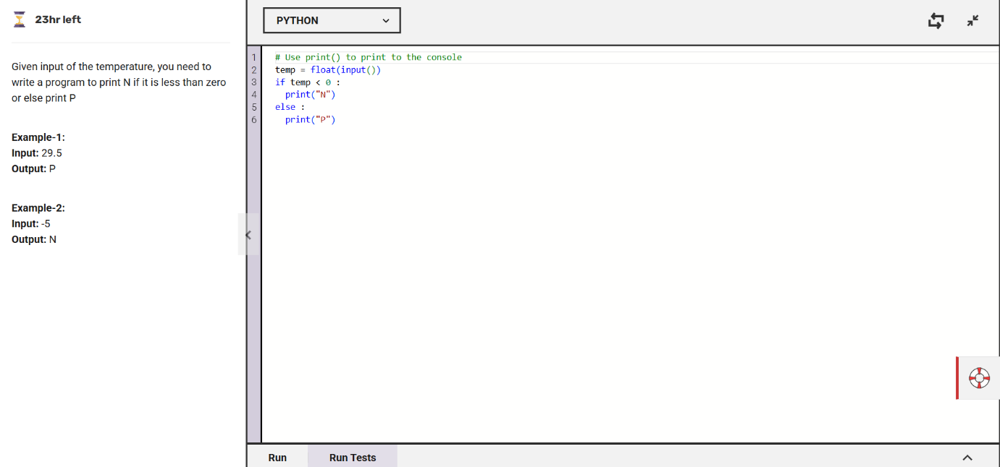 23hr left
PYTHON
Given input of the temperature, you need to
write a program to print N if it is less than zero
or else print P
Example-1:
Input: 29.5
Output: P
Example-2:
Input: -5
Output: N
1 # Use print() to print to the console
2 temp = float(input())
3 if temp < 0 :
4   print("N")
5 else :
6   print("P")
Run Run Tests